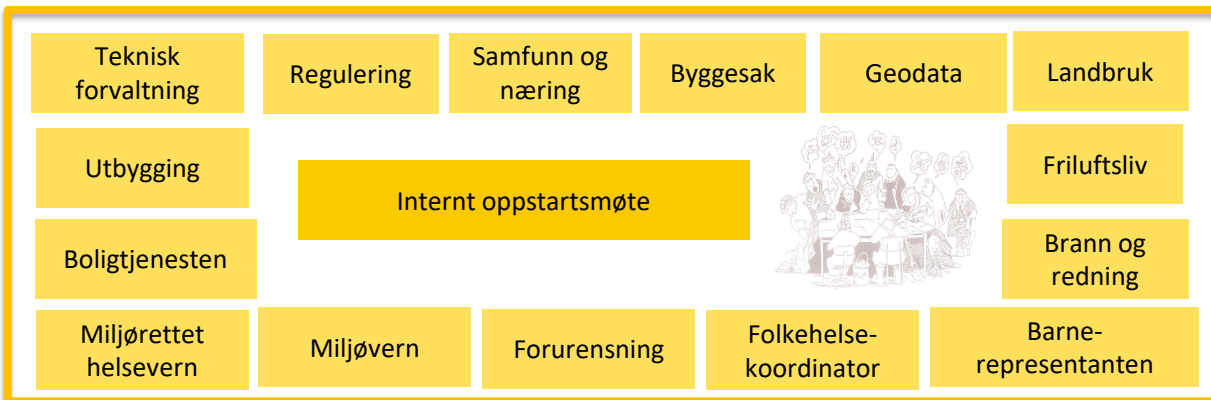 Teknisk
forvaltning
Regulering
Samfunn og
næring
Byggesak
Geodata
Landbruk
Utbygging
Internt oppstartsmøte
Friluftsliv
Boligtjenesten
Brann og
redning
Miljørettet
helsevern
Miljøvern
Forurensning
Folkehelse-
koordinator
Barne-
representanten